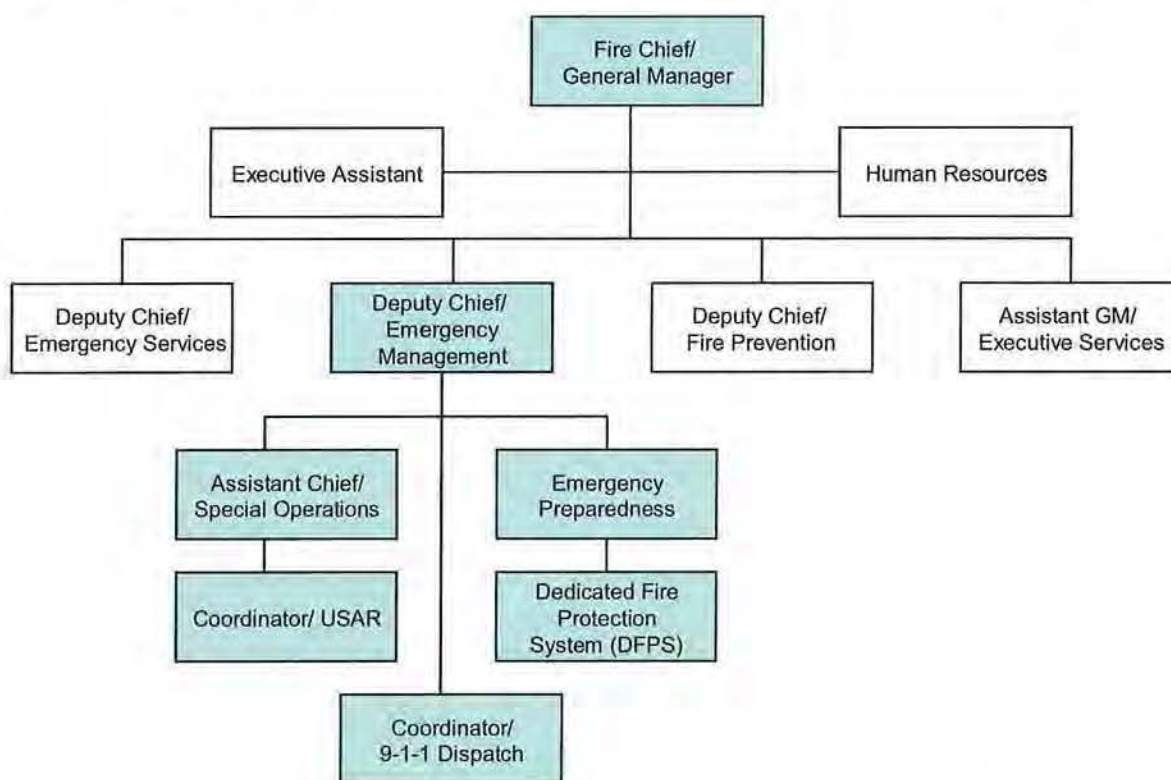 Fire Chief/
General Manager
Executive Assistant
Human Resources
Deputy Chief/
Emergency Services
Deputy Chief/
Emergency
Management
Deputy Chief/
Fire Prevention
Assistant GM/
Executive Services
Assistant Chief/
Special Operations
Emergency
Preparedness
Coordinator/ USAR
Dedicated Fire
Protection
System (DFPS)
Coordinator/
9-1-1 Dispatch